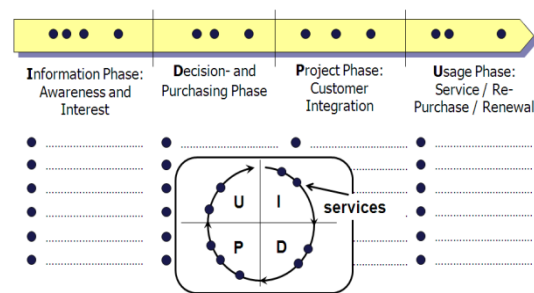 Information Phase:
Awareness and
Interest
Decision- and
Purchasing Phase
Project Phase:
Customer
Integration
Usage Phase:
Service / Re-
Purchase / Renewal
U I
services
P D